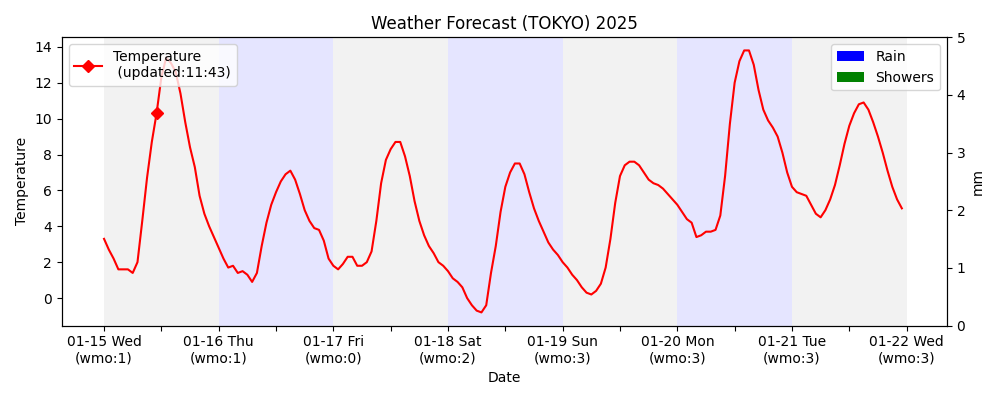 Weather Forecast (TOKYO) 2025
Temperature
(updated:11:43)
Rain
Showers
14
12
10
8
6
4
2
0
Temperature
5
4
3
2
1
0
mm
01-15 Wed
(wmo:1)
01-16 Thu
(wmo:1)
01-17 Fri
(wmo:0)
01-18 Sat
(wmo:2)
01-19 Sun
(wmo:3)
01-20 Mon
(wmo:3)
01-21 Tue
(wmo:3)
01-22 Wed
(wmo:3)
Date